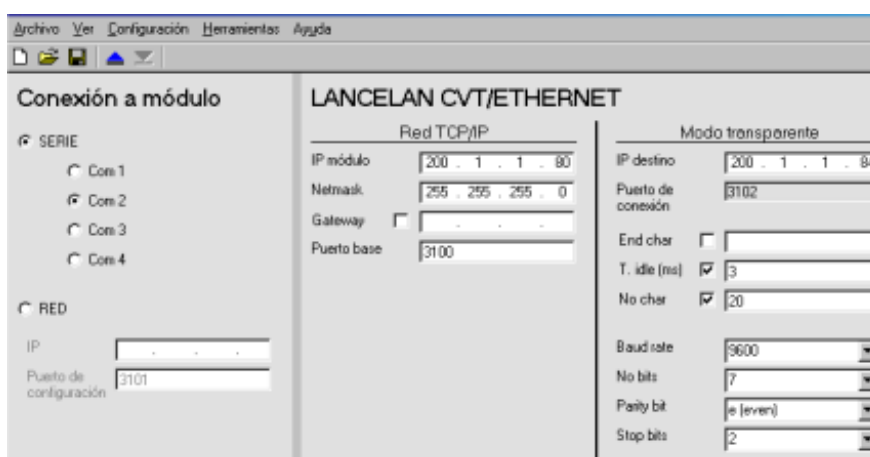 Archivo Ver Configuración Herramientas Ayuda
Conexión a módulo
SERIE
Com 1
Com 2
Com 3
Com 4
RED
IP . . .
Puerto de configuración 3101
LANCELAN CVT/ETHERNET
Red TCP/IP
IP módulo 200 . 1 . 1 . 80
Netmask 255 . 255 . 255 . 0
Gateway . . .
Puerto base 3100
Modo transparente
IP destino 200 . 1 . 1 .
Puerto de conexión 3102
End char
T. idle (ms) 3
No char 20
Baud rate 9600
No bits 7
Parity bit e (even)
Stop bits 2